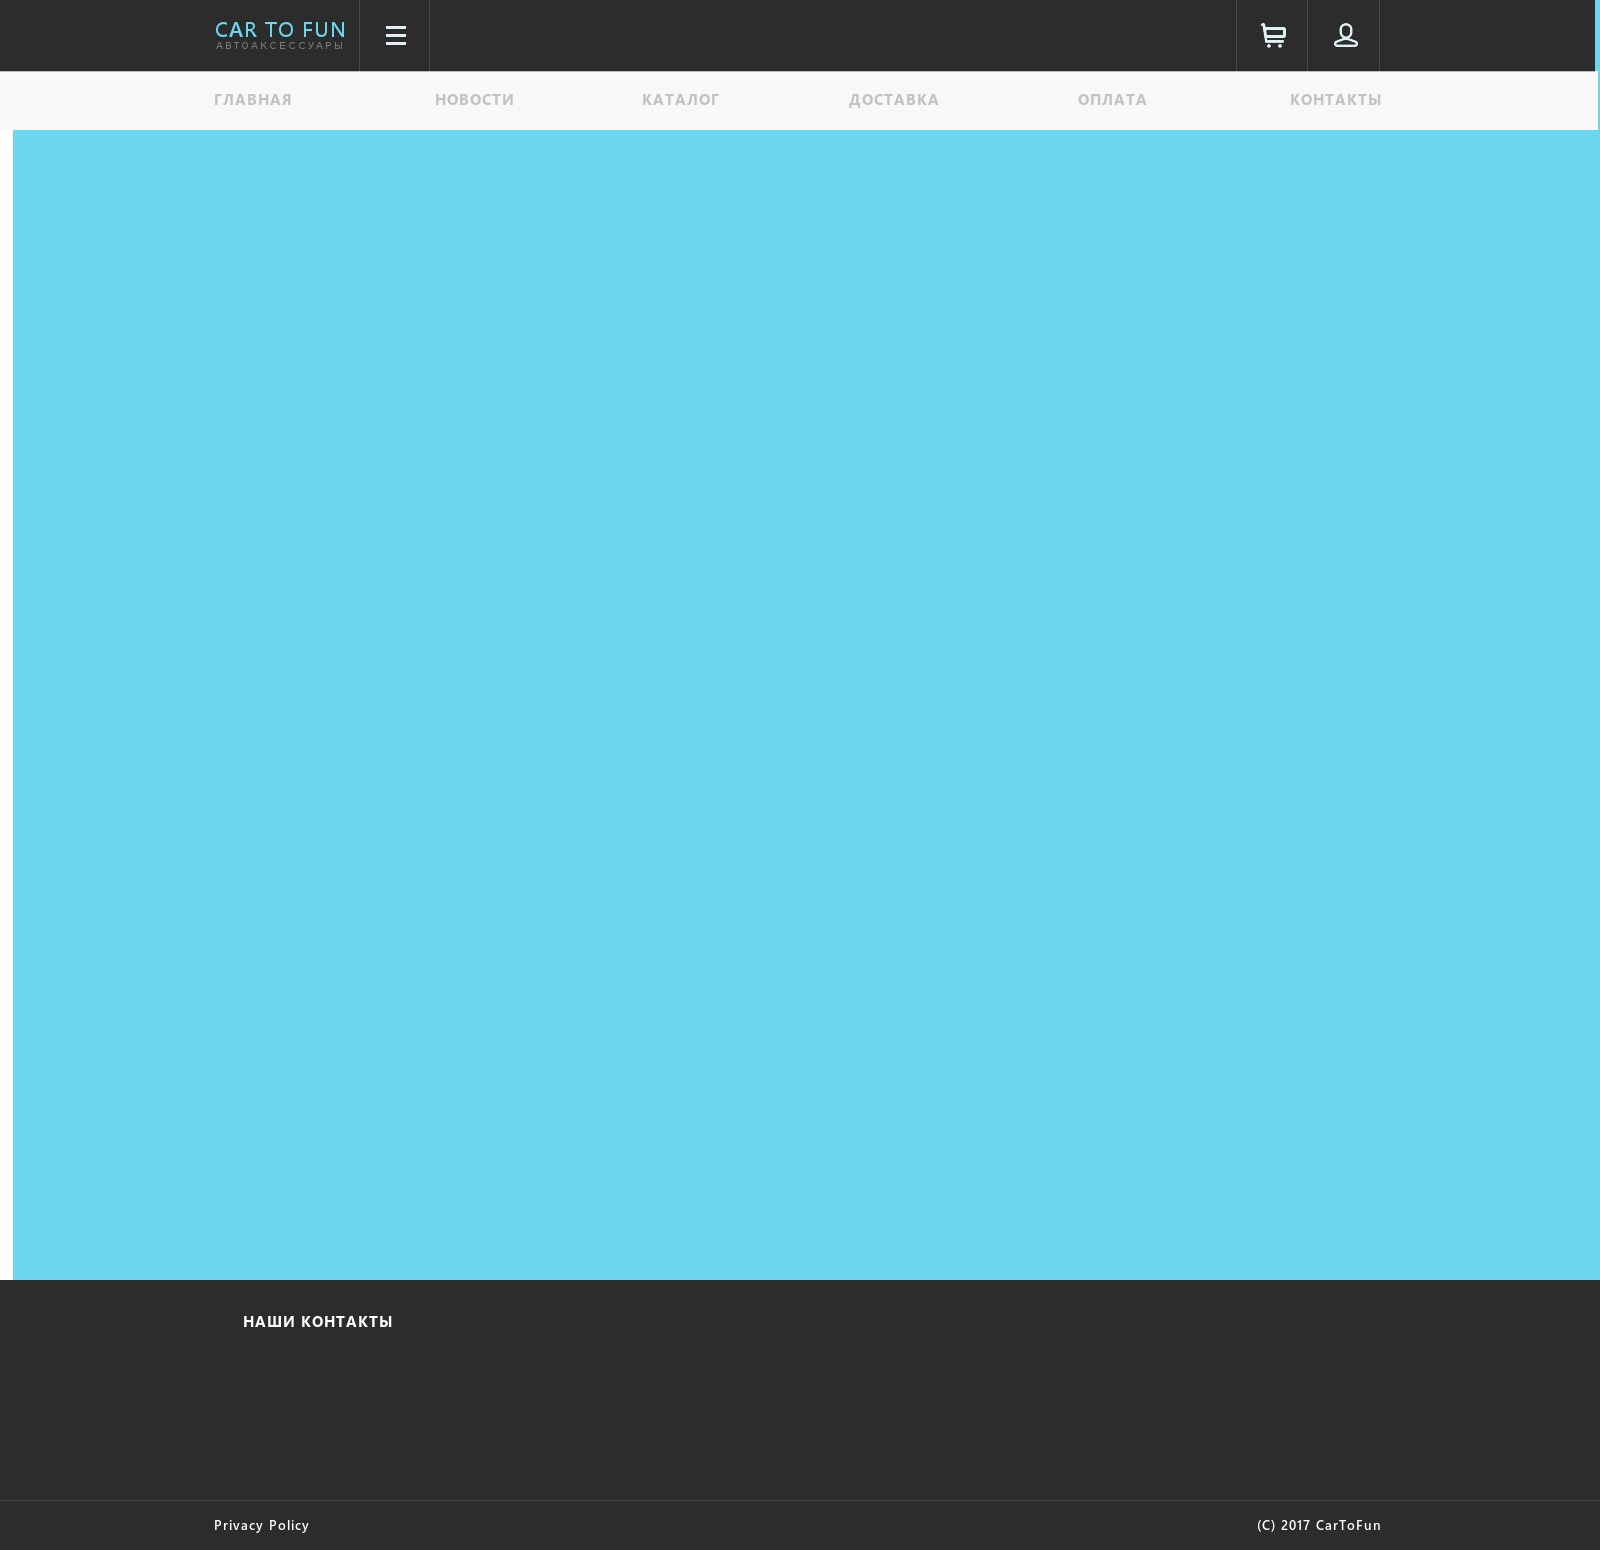 CAR TO FUN
АВТОАКСЕССУАРЫ
ГЛАВНАЯ НОВОСТИ КАТАЛОГ ДОСТАВКА ОПЛАТА КОНТАКТЫ
НАШИ КОНТАКТЫ
Privacy Policy (C) 2017 CarToFun